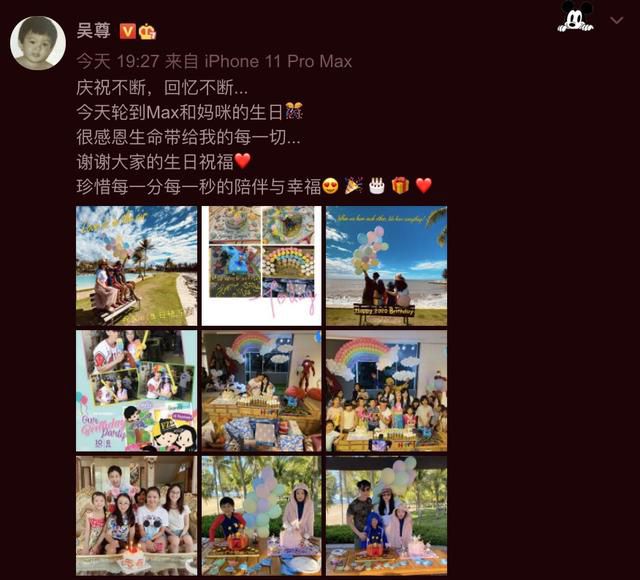 吴尊
今天 19:27 来自 iPhone 11 Pro Max
庆祝不断，回忆不断...
今天轮到Max和妈咪的生日🎊
很感恩生命带给我的每一切...
谢谢大家的生日祝福❤️
珍惜每一分每一秒的陪伴与幸福😍 🎉 🎂 🎁 ❤️
Happy 2020 Birthday
Our
Birthday
Party